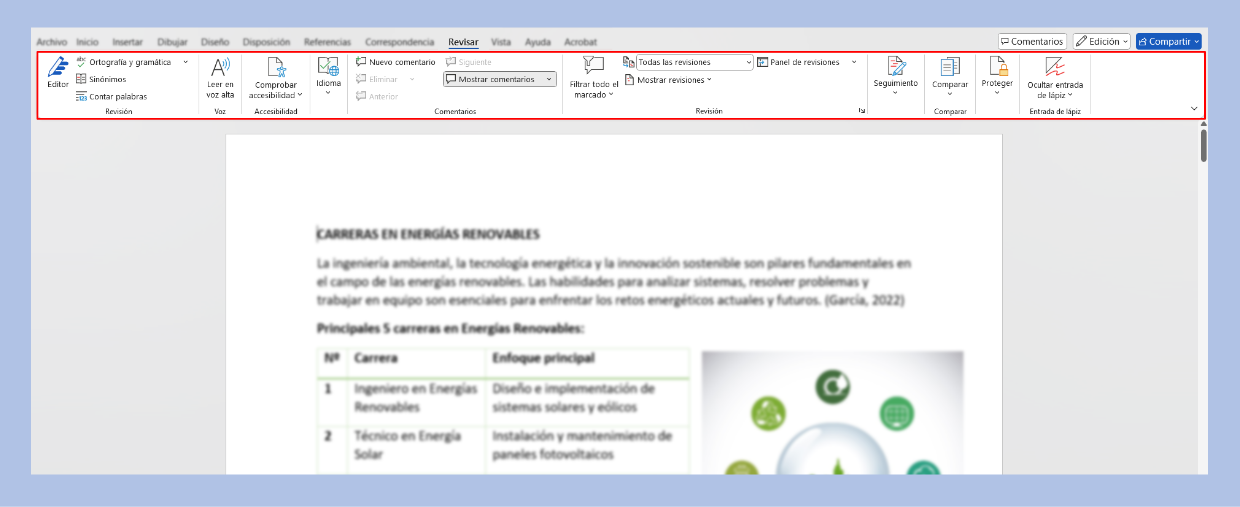 Archivo Inicio Insertar Dibujar Diseño Disposición Referencias Correspondencia Revisar Vista Ayuda Acrobat Comentarios Edición Compartir
Editor
abc Ortografía y gramática
Sinónimos
123 Contar palabras
Revisión
Leer en
voz alta
Voz
Comprobar
accesibilidad
Accesibilidad
Idioma
Nuevo comentario
Eliminar
Anterior
Siguiente
Mostrar comentarios
Comentarios
Filtrar todo el
marcado
Todas las revisiones
Mostrar revisiones
Panel de revisiones
Revisión
Seguimiento
Comparar
Comparar
Proteger
Ocultar entrada
de lápiz
Entrada de lápiz
CARRERAS EN ENERGÍAS RENOVABLES
La ingeniería ambiental, la tecnología energética y la innovación sostenible son pilares fundamentales en
el campo de las energías renovables. Las habilidades para analizar sistemas, resolver problemas y
trabajar en equipo son esenciales para enfrentar los retos energéticos actuales y futuros. (García, 2022)
Principales 5 carreras en Energías Renovables:
Nº Carrera Enfoque principal
1 Ingeniero en Energías Diseño e implementación de
Renovables sistemas solares y eólicos
2 Técnico en Energía Instalación y mantenimiento de
Solar paneles fotovoltaicos